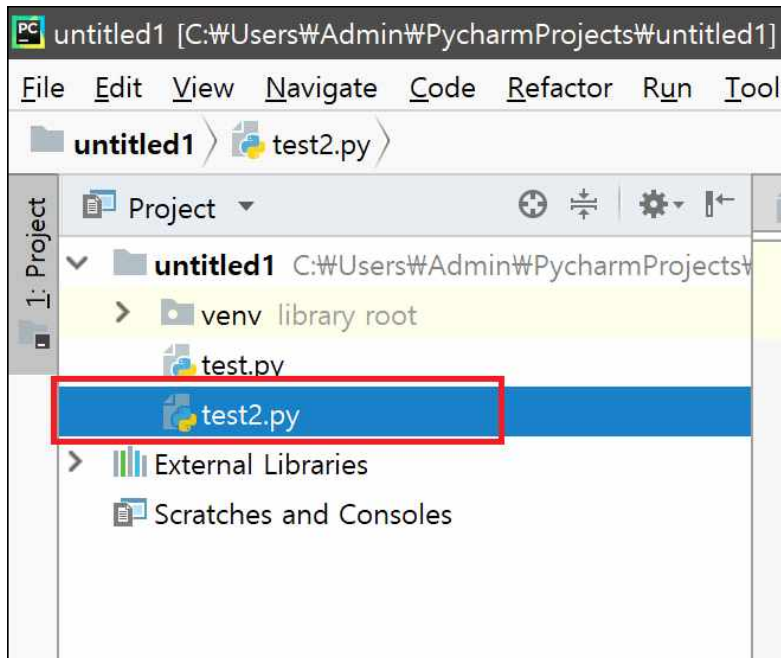 PC untitled1 [C:₩Users₩Admin₩PycharmProjects₩untitled1]
File Edit View Navigate Code Refactor Run Tool
untitled1 test2.py
1: Project
Project
untitled1 C:₩Users₩Admin₩PycharmProjects₩
venv library root
test.py
test2.py
External Libraries
Scratches and Consoles